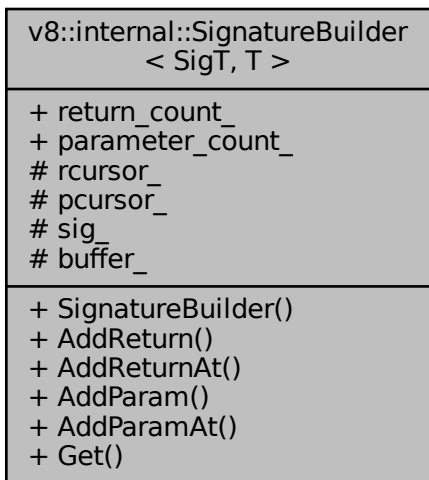 v8::internal::SignatureBuilder
< SigT, T >
+ return_count_
+ parameter_count_
# rcursor_
# pcursor_
# sig_
# buffer_
+ SignatureBuilder()
+ AddReturn()
+ AddReturnAt()
+ AddParam()
+ AddParamAt()
+ Get()